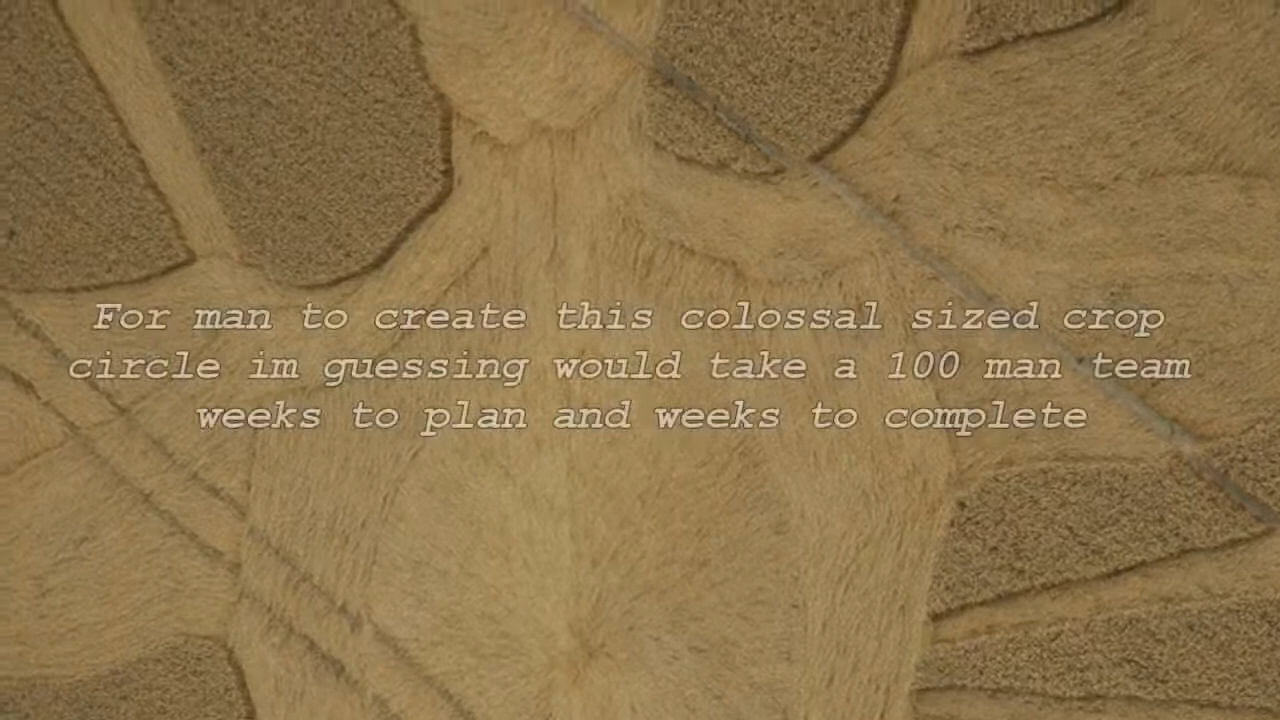 For man to create this colossal sized crop
circle im guessing would take a 100 man team
weeks to plan and weeks to complete